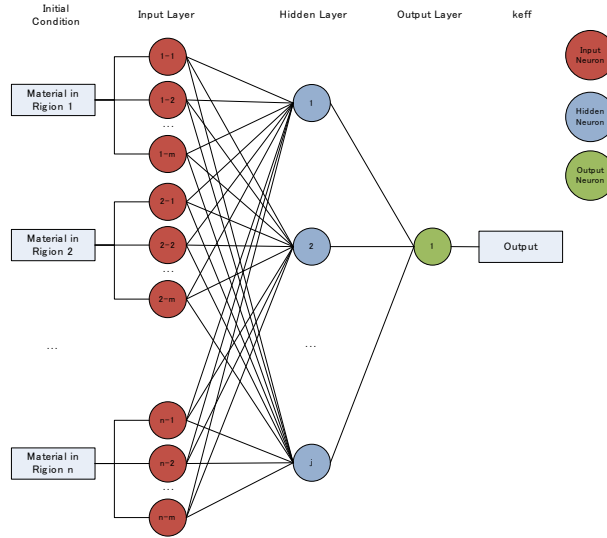 Initial
Condition
Input Layer
Hidden Layer
Output Layer
keff
Input
Neuron
Hidden
Neuron
Output
Neuron
Material in
Rigion 1
1-1
1-2
...
1-m
1
Material in
Rigion 2
2-1
2-2
...
2-m
2
1
Output
...
...
Material in
Rigion n
n-1
n-2
...
n-m
j